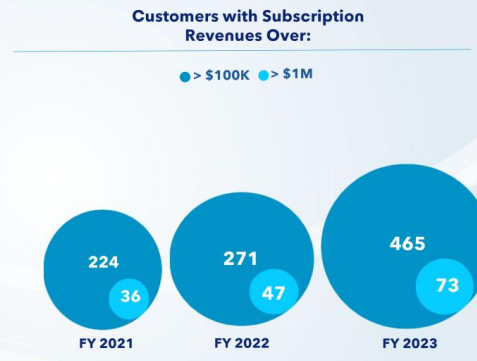 Customers with Subscription
Revenues Over:
> $100K > $1M
224
36
271
47
465
73
FY 2021
FY 2022
FY 2023